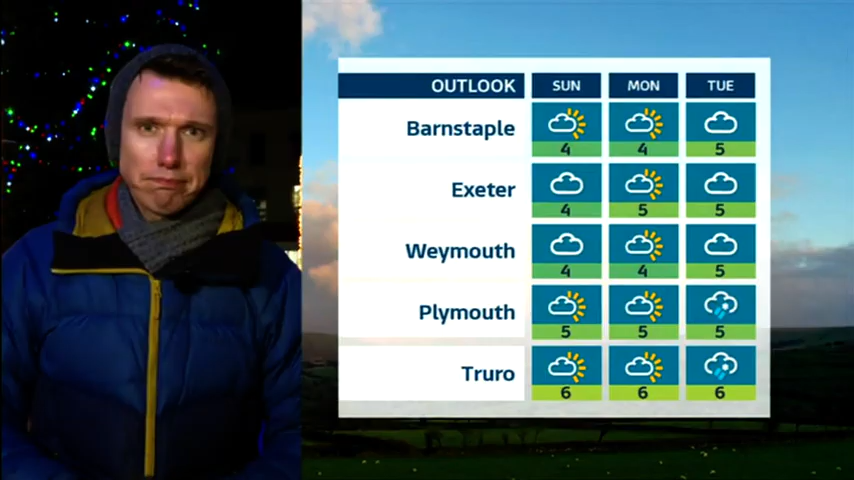 OUTLOOK SUN MON TUE
Barnstaple 4 4 5
Exeter 4 5 5
Weymouth 4 4 5
Plymouth 5 5 5
Truro 6 6 6